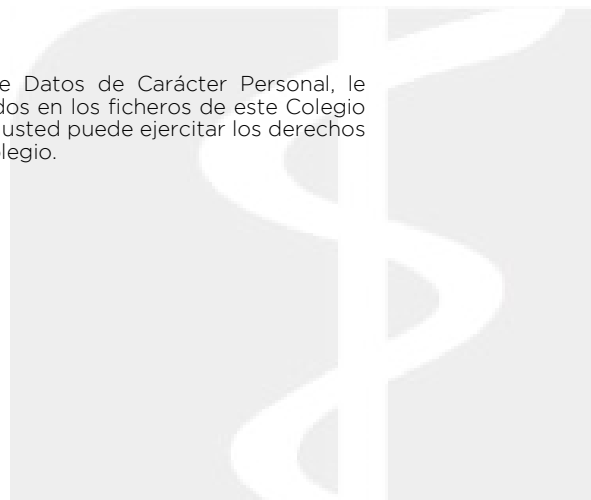 e Datos de Carácter Personal, le
dos en los ficheros de este Colegio
usted puede ejercitar los derechos
legio.